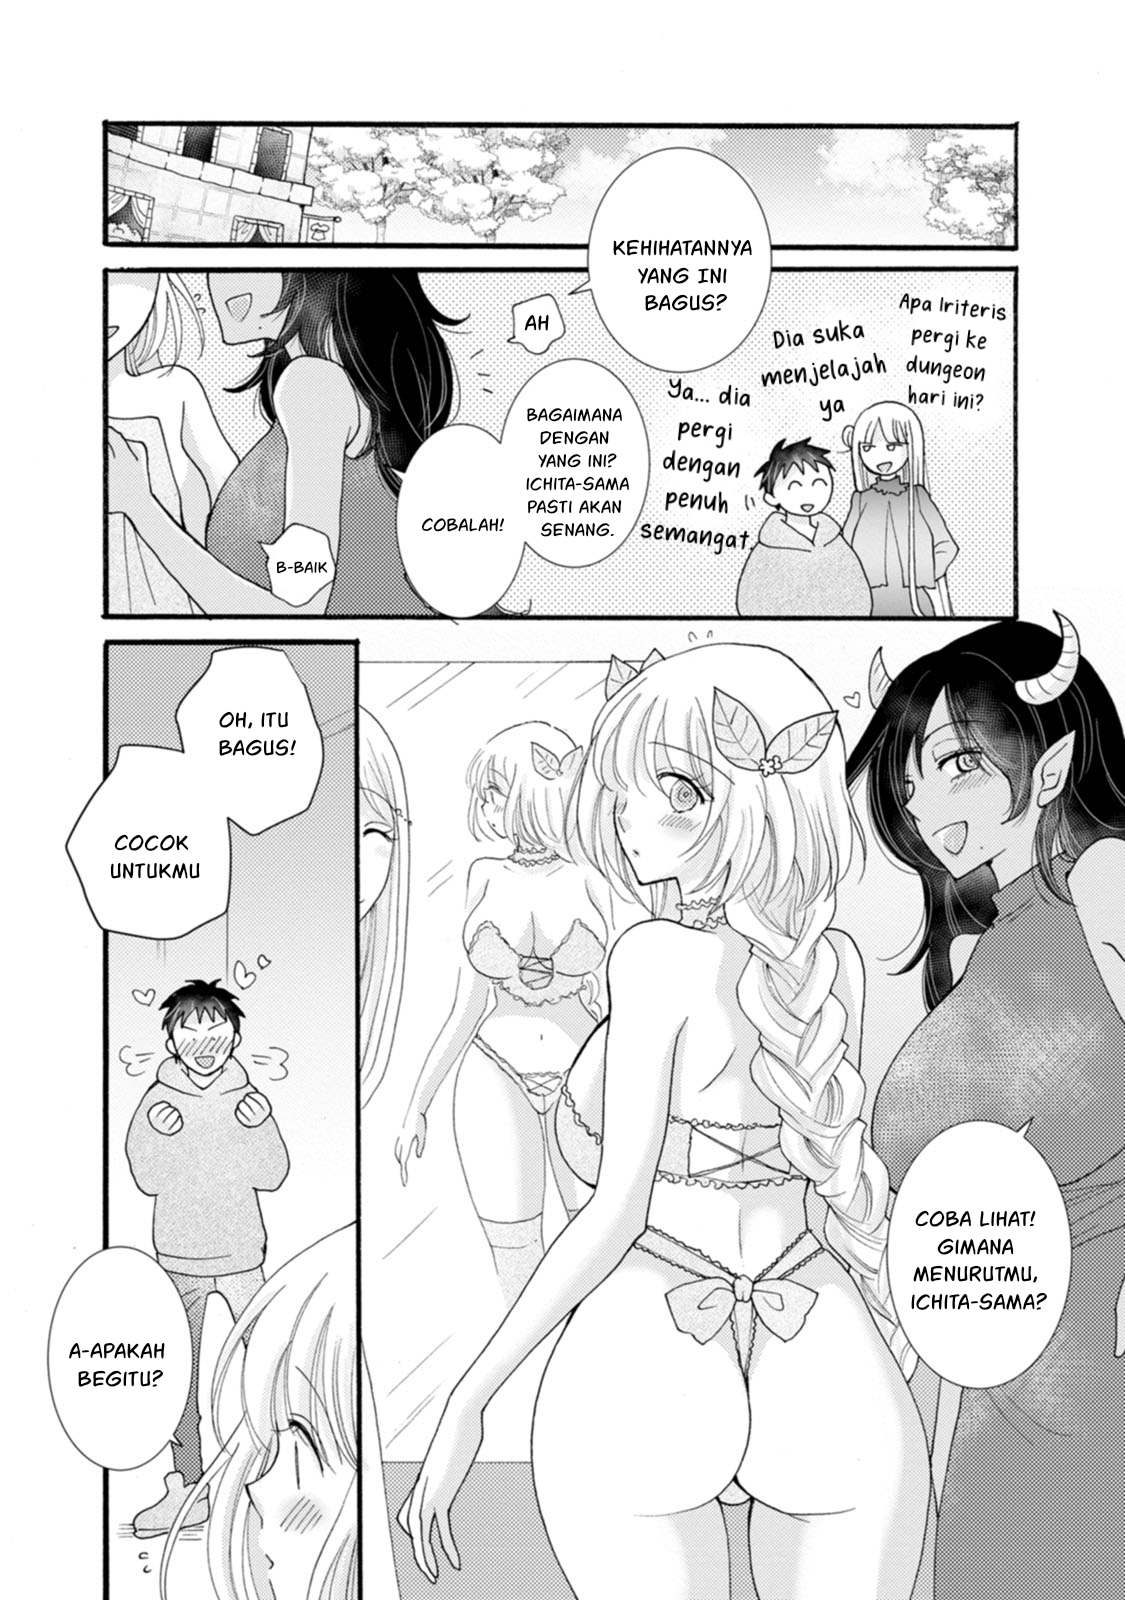 KEHIHATANNYA
YANG INI
BAGUS?
AH
BAGAIMANA
DENGAN
YANG INI?
ICHITA-SAMA
PASTI AKAN
SENANG.
COBALAH!
B-BAIK
Apa Iriteris
pergi ke
dungeon
hari ini?
Dia suka
menjelajah
ya
Ya... dia
pergi
dengan
penuh
semangat.
COBA LIHAT!
GIMANA
MENURUTMU,
ICHITA-SAMA?
OH, ITU
BAGUS!
COCOK
UNTUKMU
A-APAKAH
BEGITU?